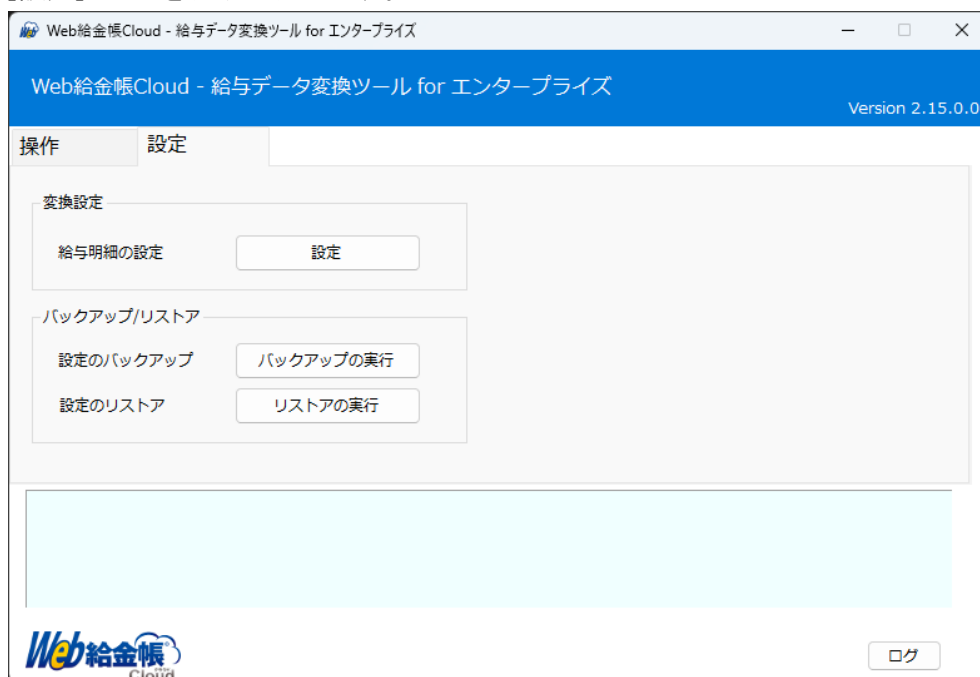 Web給金帳Cloud - 給与データ変換ツール for エンタープライズ
Web給金帳Cloud - 給与データ変換ツール for エンタープライズ
Version 2.15.0.0
操作 設定
変換設定
給与明細の設定 設定
バックアップ/リストア
設定のバックアップ バックアップの実行
設定のリストア リストアの実行
Web給金帳
Cloud
ログ